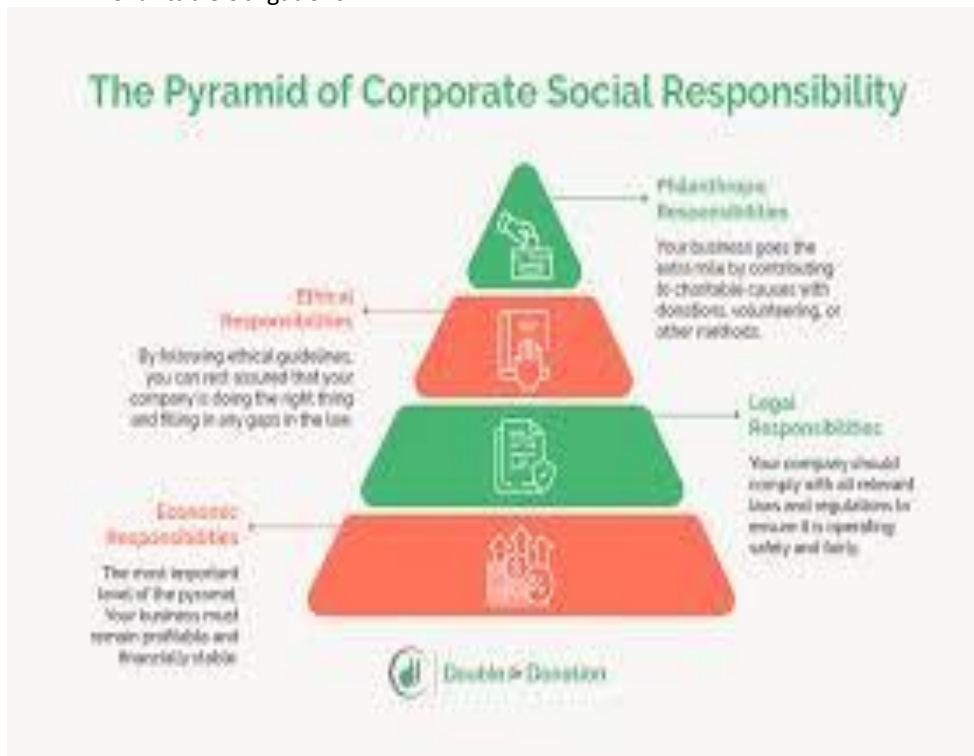 The Pyramid of Corporate Social Responsibility
Philanthropic
Responsibilities
Your business goes the
extra mile by contributing
to charitable causes with
donations, volunteering, or
other methods.
Ethical
Responsibilities
By following ethical guidelines,
you can rest assured that your
company is doing the right thing
and filling in any gaps in the law.
Legal
Responsibilities
Your company should
comply with all relevant
laws and regulations to
ensure it is operating
safely and fairly.
Economic
Responsibilities
The most important
level of the pyramid.
Your business must
remain profitable and
financially stable.
Double the Donation